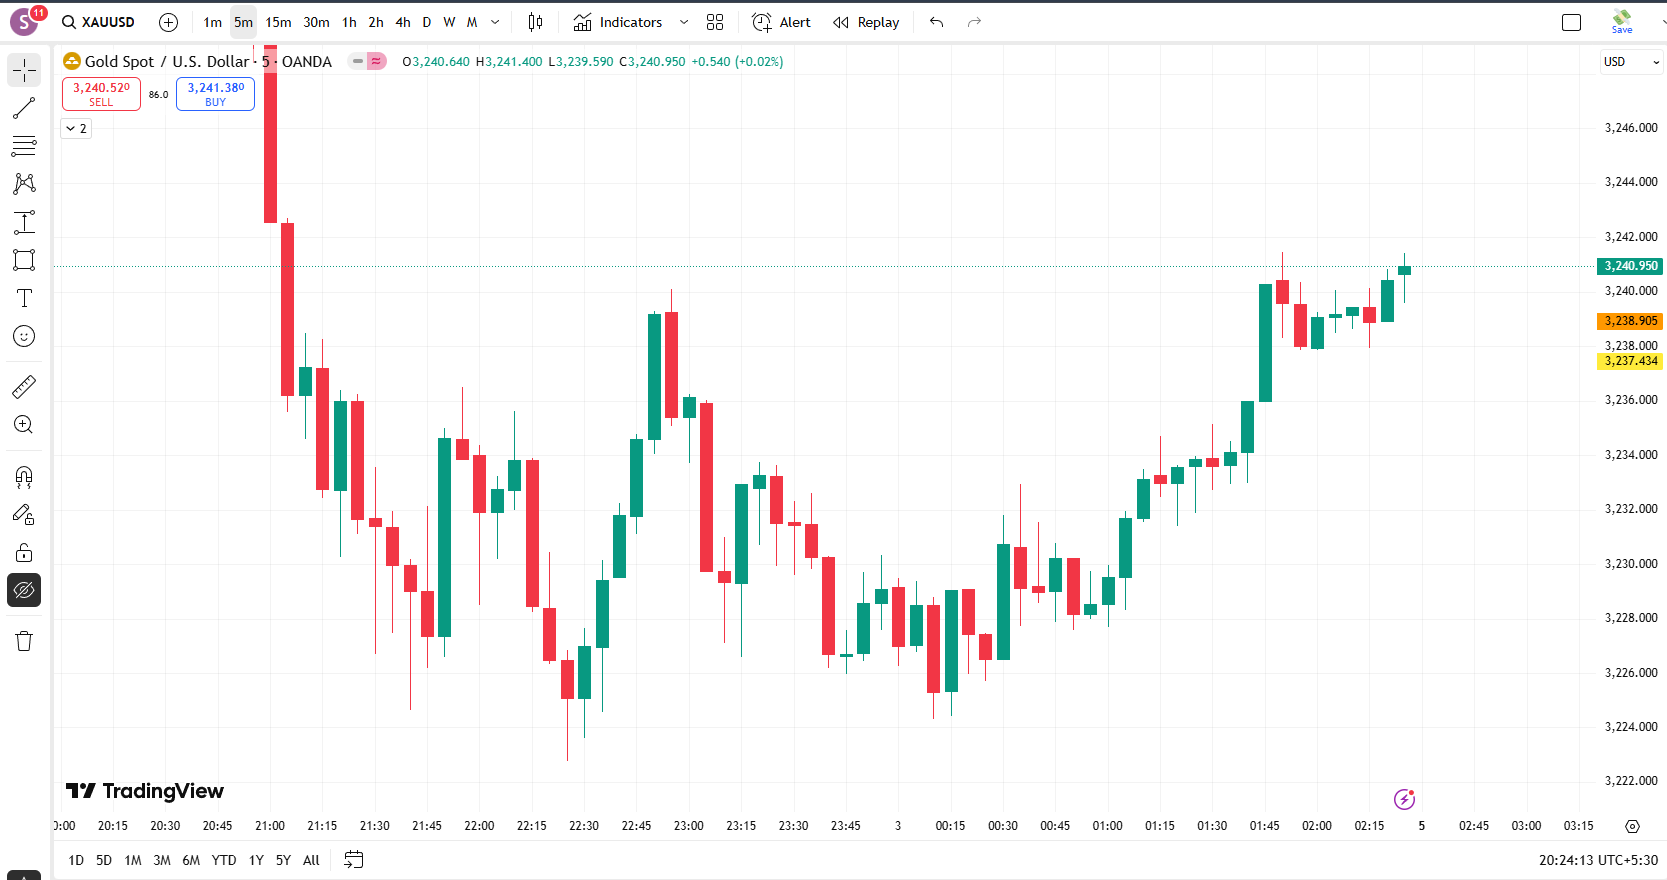 S 11 XAUUSD 1m 5m 15m 30m 1h 2h 4h D W M Indicators Alert Replay Save
Gold Spot / U.S. Dollar · 5 · OANDA O3,240.640 H3,241.400 L3,239.590 C3,240.950 +0.540 (+0.02%) USD
3,240.520 86.0 3,241.380
SELL BUY
2
3,246.000
3,244.000
3,242.000
3,240.950
3,240.000
3,238.905
3,238.000
3,237.434
3,236.000
3,234.000
3,232.000
3,230.000
3,228.000
3,226.000
3,224.000
3,222.000
TradingView
0:00 20:15 20:30 20:45 21:00 21:15 21:30 21:45 22:00 22:15 22:30 22:45 23:00 23:15 23:30 23:45 3 00:15 00:30 00:45 01:00 01:15 01:30 01:45 02:00 02:15 5 02:45 03:00 03:15
1D 5D 1M 3M 6M YTD 1Y 5Y All 20:24:13 UTC+5:30